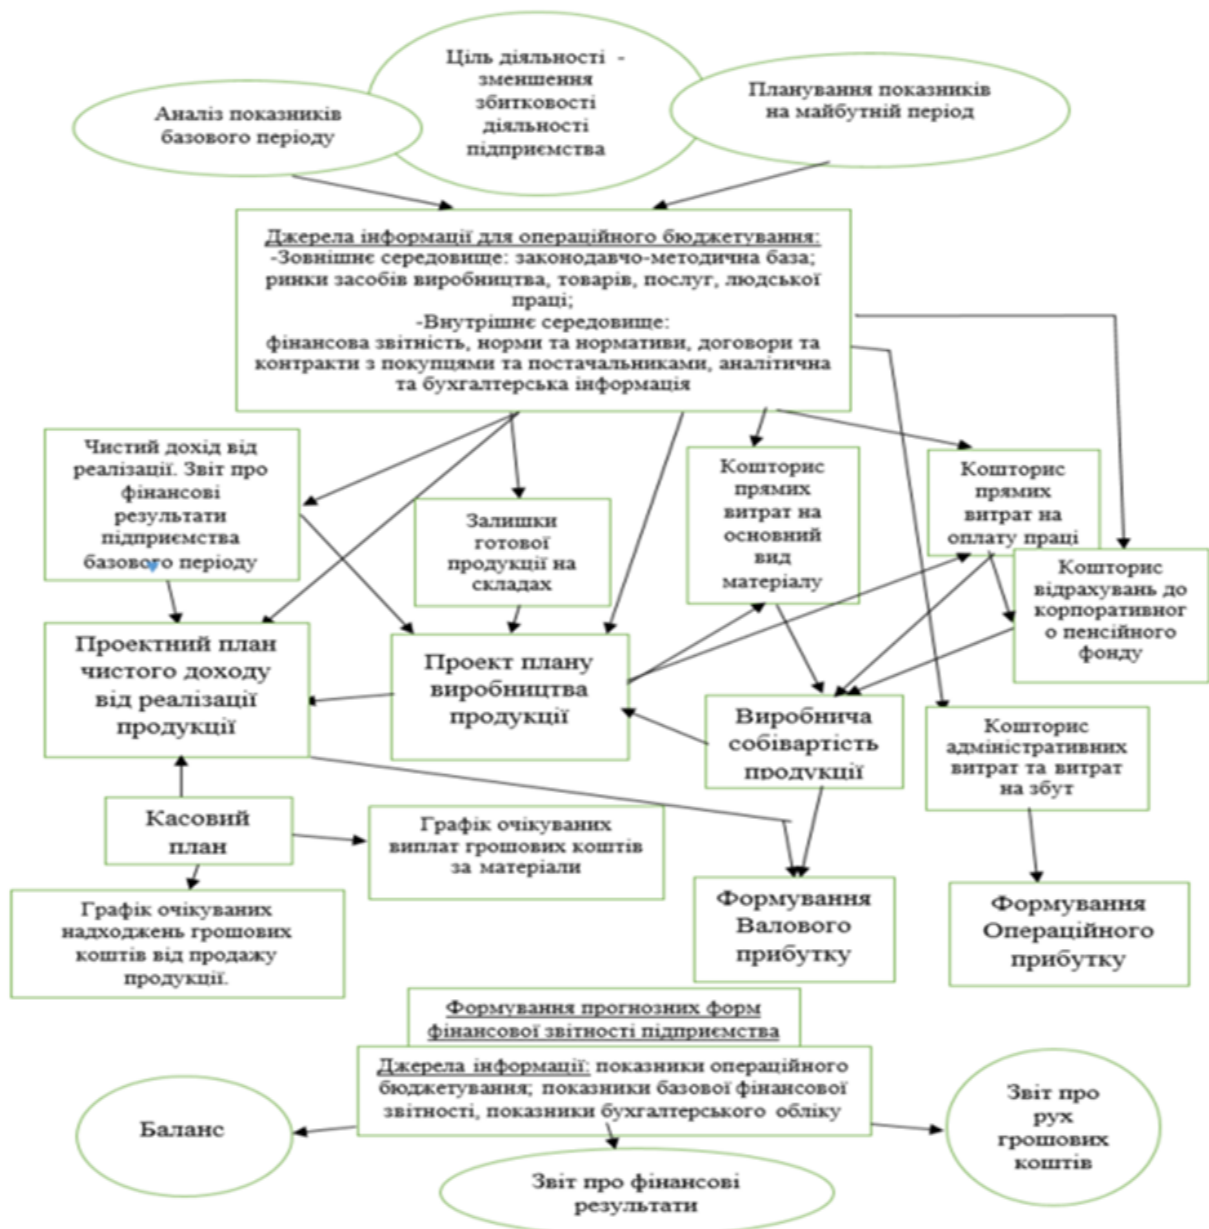 Ціль діяльності -
зменшення
збитковості
діяльності
підприємства
Аналіз показників
базового періоду
Планування показників
на майбутній період
Джерела інформації для операційного бюджетування:
-Зовнішнє середовище: законодавчо-методична база;
ринки засобів виробництва, товарів, послуг, людської
праці;
-Внутрішнє середовище:
фінансова звітність, норми та нормативи, договори та
контракти з покупцями та постачальниками, аналітична
та бухгалтерська інформація
Чистий дохід від
реалізації. Звіт про
фінансові
результати
підприємства
базового періоду
Залишки
готової
продукції на
складах
Кошторис
прямих
витрат на
основний
вид
матеріалу
Кошторис
прямих
витрат на
оплату праці
Кошторис
відрахувань до
корпоративног
о пенсійного
фонду
Проектний план
чистого доходу
від реалізації
продукції
Проект плану
виробництва
продукції
Виробнича
собівартість
продукції
Кошторис
адміністративних
витрат та витрат
на збут
Касовий
план
Графік очікуваних
виплат грошових коштів
за матеріали
Графік очікуваних
надходжень грошових
коштів від продажу
продукції.
Формування
Валового
прибутку
Формування
Операційного
прибутку
Формування прогнозних форм
фінансової звітності підприємства
Джерела інформації: показники операційного
бюджетування; показники базової фінансової
звітності, показники бухгалтерського обліку
Баланс
Звіт про
рух
грошових
коштів
Звіт про фінансові
результати